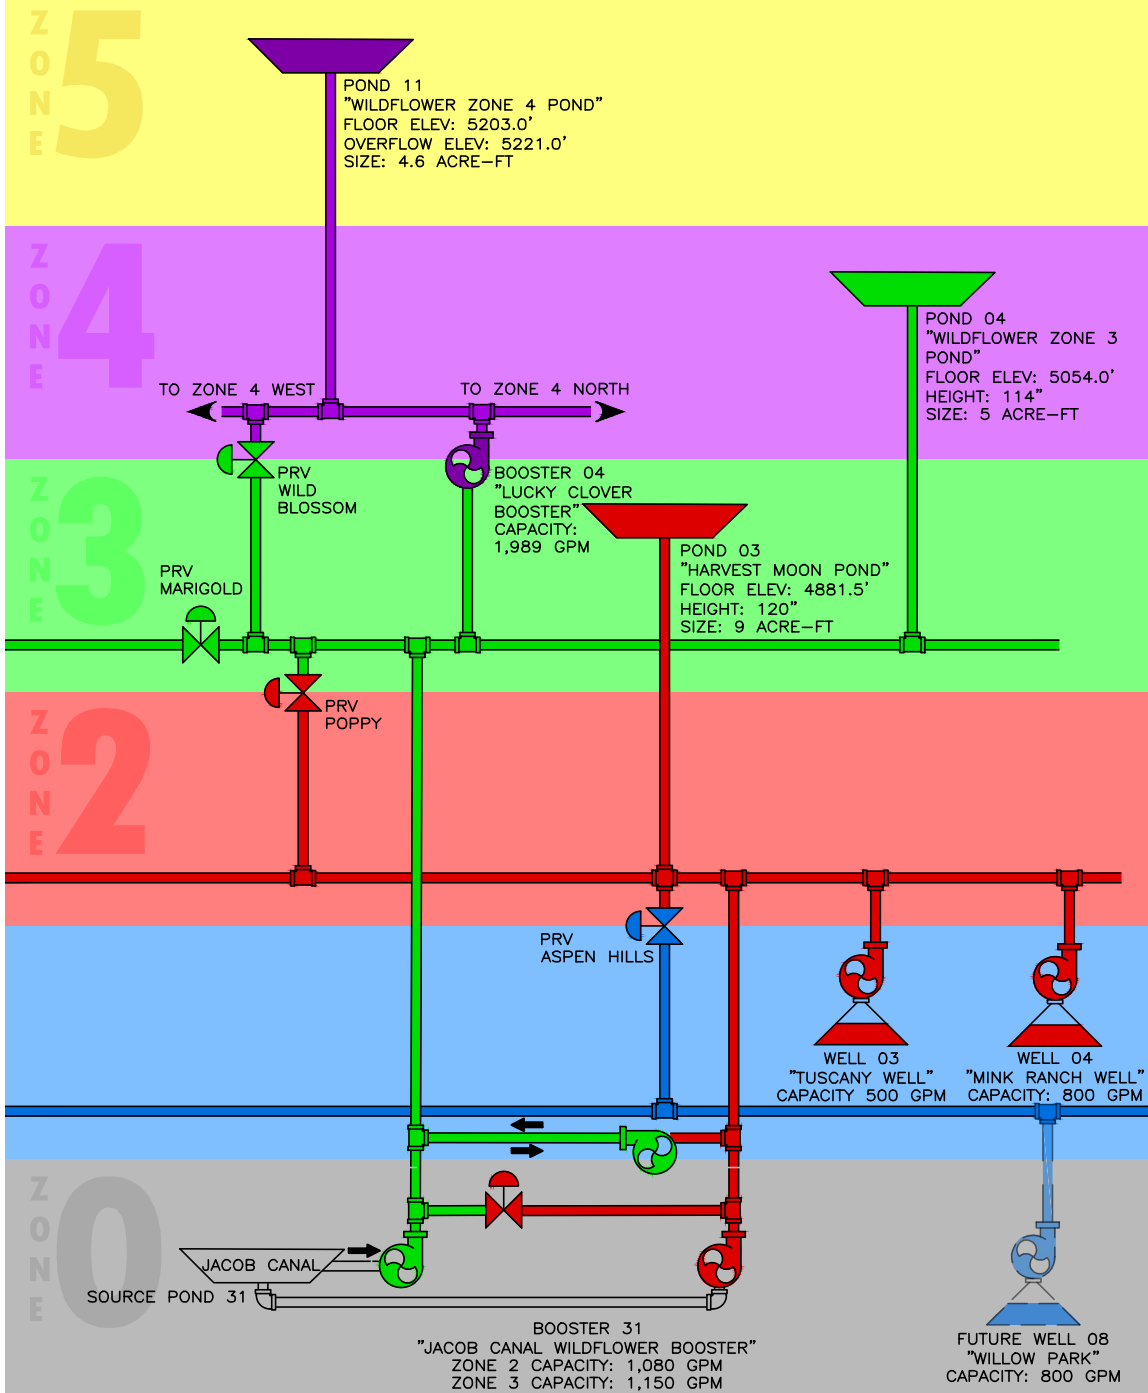 ZONE 5
POND 11
"WILDFLOWER ZONE 4 POND"
FLOOR ELEV: 5203.0'
OVERFLOW ELEV: 5221.0'
SIZE: 4.6 ACRE-FT
ZONE 4
POND 04
"WILDFLOWER ZONE 3
POND"
FLOOR ELEV: 5054.0'
HEIGHT: 114"
SIZE: 5 ACRE-FT
TO ZONE 4 WEST
TO ZONE 4 NORTH
ZONE 3
PRV
WILD
BLOSSOM
BOOSTER 04
"LUCKY CLOVER
BOOSTER"
CAPACITY:
1,989 GPM
POND 03
"HARVEST MOON POND"
FLOOR ELEV: 4881.5'
HEIGHT: 120"
SIZE: 9 ACRE-FT
PRV
MARIGOLD
ZONE 2
PRV
POPPY
PRV
ASPEN HILLS
WELL 03
"TUSCANY WELL"
CAPACITY 500 GPM
WELL 04
"MINK RANCH WELL"
CAPACITY: 800 GPM
ZONE 0
JACOB CANAL
SOURCE POND 31
BOOSTER 31
"JACOB CANAL WILDFLOWER BOOSTER"
ZONE 2 CAPACITY: 1,080 GPM
ZONE 3 CAPACITY: 1,150 GPM
FUTURE WELL 08
"WILLOW PARK"
CAPACITY: 800 GPM